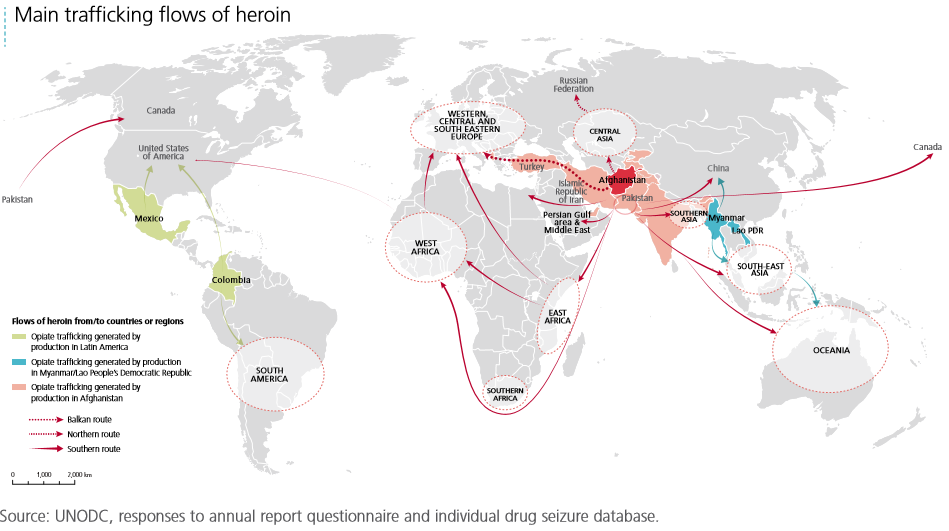 Main trafficking flows of heroin
Russian
Federation
Canada
WESTERN,
CENTRAL AND
SOUTH EASTERN
EUROPE
CENTRAL
ASIA
United States
of America
Canada
Turkey
Afghanistan
China
Islamic
Republic
of Iran
Pakistan
Pakistan
Mexico
Persian Gulf
area &
Middle East
SOUTHERN
ASIA
Myanmar
Lao PDR
WEST
AFRICA
SOUTH-EAST
ASIA
Colombia
EAST
AFRICA
OCEANIA
SOUTH
AMERICA
SOUTHERN
AFRICA
Flows of heroin from/to countries or regions
Opiate trafficking generated by
production in Latin America
Opiate trafficking generated by production
in Myanmar/Lao People's Democratic Republic
Opiate trafficking generated by
production in Afghanistan
Balkan route
Northern route
Southern route
0 1,000 2,000 km
Source: UNODC, responses to annual report questionnaire and individual drug seizure database.